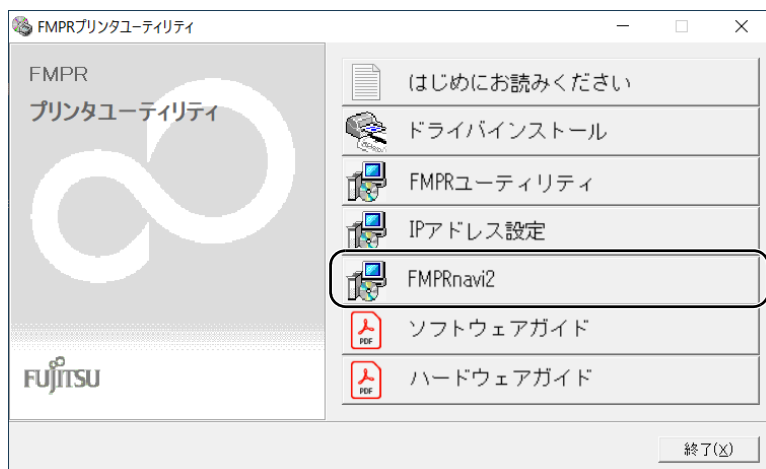 FMPRプリンタユーティリティ
FMPR
プリンタユーティリティ
はじめにお読みください
ドライバインストール
FMPRユーティリティ
IPアドレス設定
FMPRnavi2
PDF ソフトウェアガイド
PDF ハードウェアガイド
FUJITSU
終了(X)